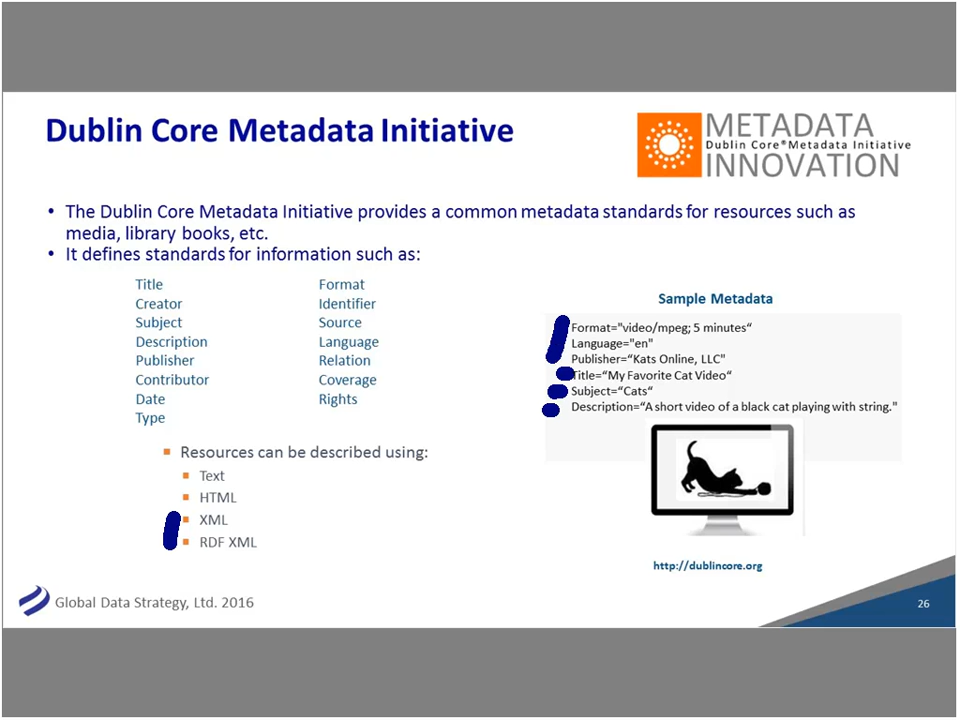 Dublin Core Metadata Initiative
METADATA
Dublin Core®Metadata Initiative
INNOVATION
• The Dublin Core Metadata Initiative provides a common metadata standards for resources such as
media, library books, etc.
• It defines standards for information such as:
Title
Creator
Subject
Description
Publisher
Contributor
Date
Type
Format
Identifier
Source
Language
Relation
Coverage
Rights
Sample Metadata
Format="video/mpeg; 5 minutes“
Language="en"
Publisher=“Kats Online, LLC"
Title=“My Favorite Cat Video“
Subject=“Cats“
Description=“A short video of a black cat playing with string."
Resources can be described using:
Text
HTML
XML
RDF XML
http://dublincore.org
Global Data Strategy, Ltd. 2016
26